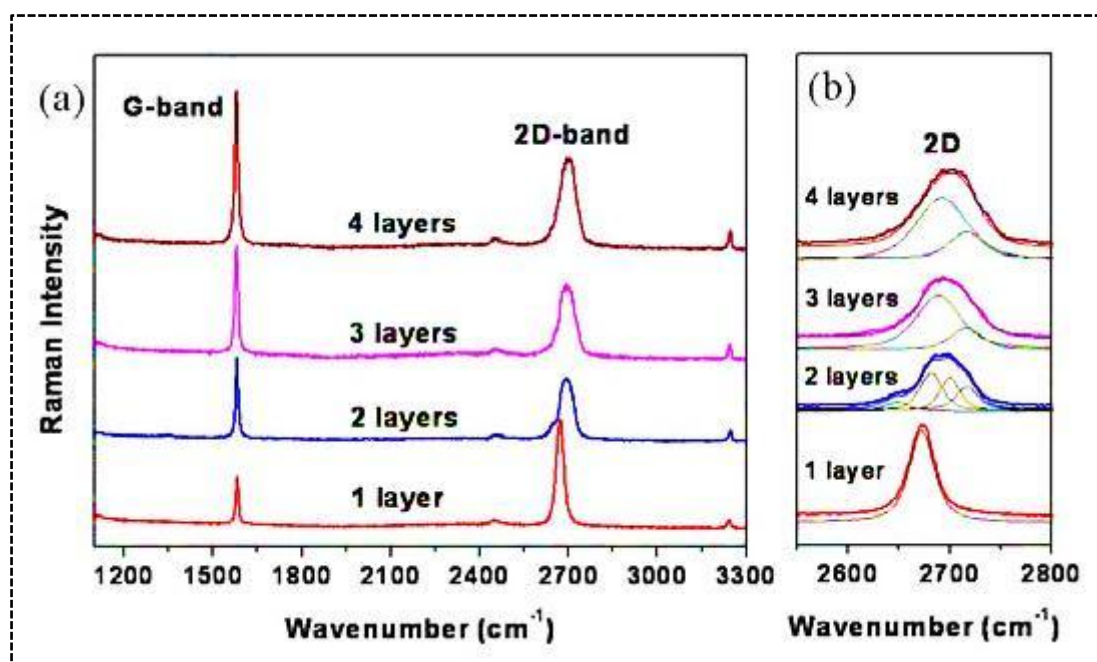 (a)
G-band
2D-band
4 layers
3 layers
2 layers
1 layer
Raman Intensity
1200 1500 1800 2100 2400 2700 3000 3300
Wavenumber (cm⁻¹)
(b)
2D
4 layers
3 layers
2 layers
1 layer
2600 2700 2800
Wavenumber (cm⁻¹)